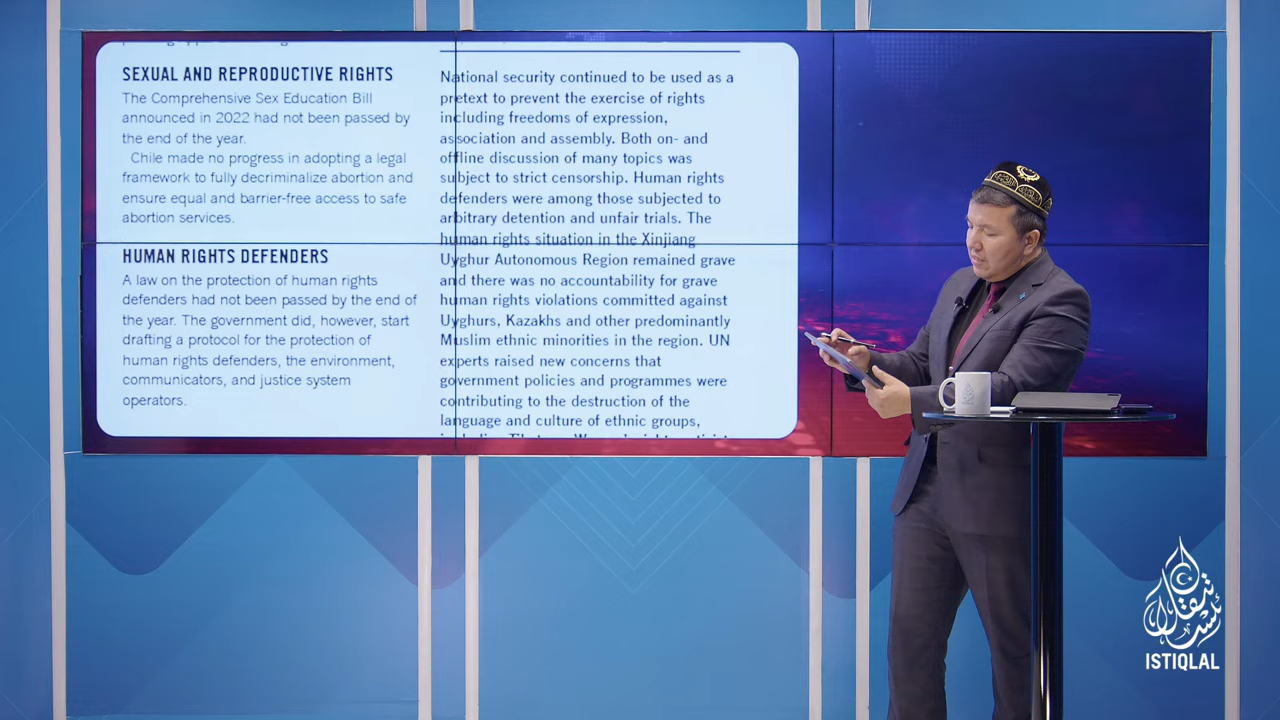 SEXUAL AND REPRODUCTIVE RIGHTS
The Comprehensive Sex Education Bill
announced in 2022 had not been passed by
the end of the year.
Chile made no progress in adopting a legal
framework to fully decriminalize abortion and
ensure equal and barrier-free access to safe
abortion services.
HUMAN RIGHTS DEFENDERS
A law on the protection of human rights
defenders had not been passed by the end of
the year. The government did, however, start
drafting a protocol for the protection of
human rights defenders, the environment,
communicators, and justice system
operators.
National security continued to be used as a
pretext to prevent the exercise of rights
including freedoms of expression,
association and assembly. Both on- and
offline discussion of many topics was
subject to strict censorship. Human rights
defenders were among those subjected to
arbitrary detention and unfair trials. The
human rights situation in the Xinjiang
Uyghur Autonomous Region remained grave
and there was no accountability for grave
human rights violations committed against
Uyghurs, Kazakhs and other predominantly
Muslim ethnic minorities in the region. UN
experts raised new concerns that
government policies and programmes were
contributing to the destruction of the
language and culture of ethnic groups,
ئىستىقلال
ISTIQLAL